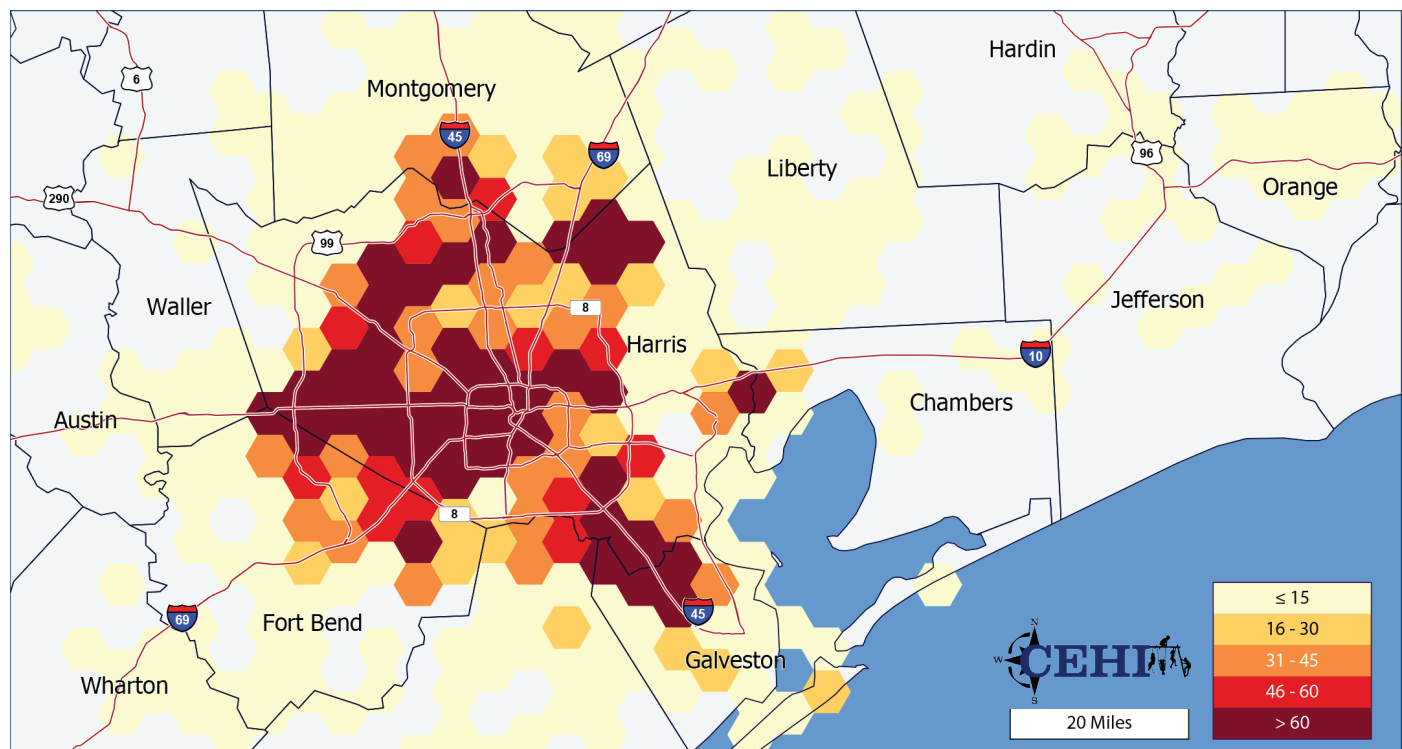 Hardin
6
Montgomery
45
69
96
Liberty
Orange
290
99
Jefferson
Waller
8
Harris
10
Chambers
Austin
8
≤ 15
69
45
Fort Bend
16 - 30
N
CEHI
W
S
31 - 45
Galveston
Wharton
46 - 60
20 Miles
> 60